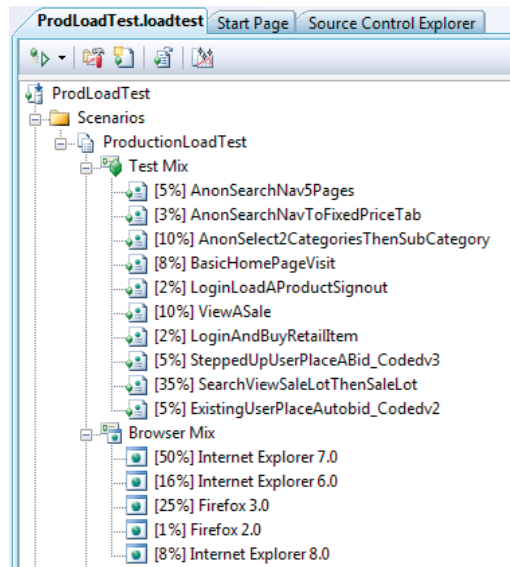 ProdLoadTest.loadtest Start Page Source Control Explorer
ProdLoadTest
Scenarios
ProductionLoadTest
Test Mix
[5%] AnonSearchNav5Pages
[3%] AnonSearchNavToFixedPriceTab
[10%] AnonSelect2CategoriesThenSubCategory
[8%] BasicHomePageVisit
[2%] LoginLoadAProductSignout
[10%] ViewASale
[2%] LoginAndBuyRetailItem
[5%] SteppedUpUserPlaceABid_Codedv3
[35%] SearchViewSaleLotThenSaleLot
[5%] ExistingUserPlaceAutobid_Codedv2
Browser Mix
[50%] Internet Explorer 7.0
[16%] Internet Explorer 6.0
[25%] Firefox 3.0
[1%] Firefox 2.0
[8%] Internet Explorer 8.0